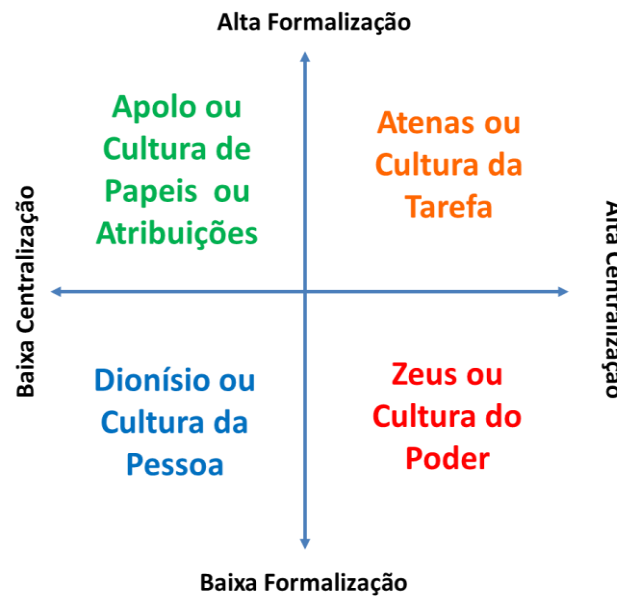 Alta Formalização
Apolo ou
Cultura de
Papeis ou
Atribuições
Atenas ou
Cultura da
Tarefa
Baixa Centralização
Alta Centralização
Dionísio ou
Cultura da
Pessoa
Zeus ou
Cultura do
Poder
Baixa Formalização